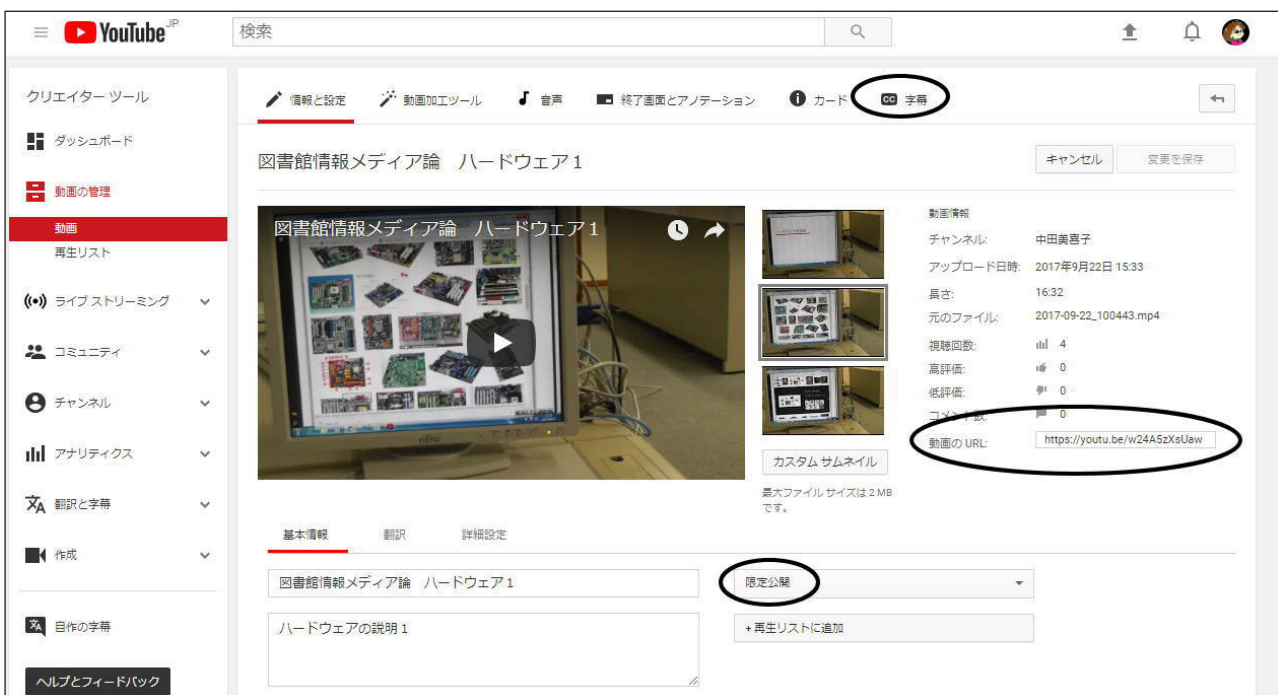 YouTube JP
検索
クリエイター ツール
ダッシュボード
動画の管理
動画
再生リスト
ライブ ストリーミング
コミュニティ
チャンネル
アナリティクス
翻訳と字幕
作成
自作の字幕
ヘルプとフィードバック
情報と設定
動画加工ツール
音声
終了画面とアノテーション
カード
CC 字幕
図書館情報メディア論 ハードウェア1
キャンセル
変更を保存
図書館情報メディア論 ハードウェア1
カスタム サムネイル
最大ファイル サイズは 2 MB
です。
動画情報
チャンネル: 中田美喜子
アップロード日時: 2017年9月22日 15:33
長さ: 16:32
元のファイル: 2017-09-22_100443.mp4
視聴回数: 4
高評価: 0
低評価: 0
コメント数: 0
動画の URL: https://youtu.be/w24A5zXsUaw
基本情報
翻訳
詳細設定
図書館情報メディア論 ハードウェア1
限定公開
ハードウェアの説明1
+ 再生リストに追加